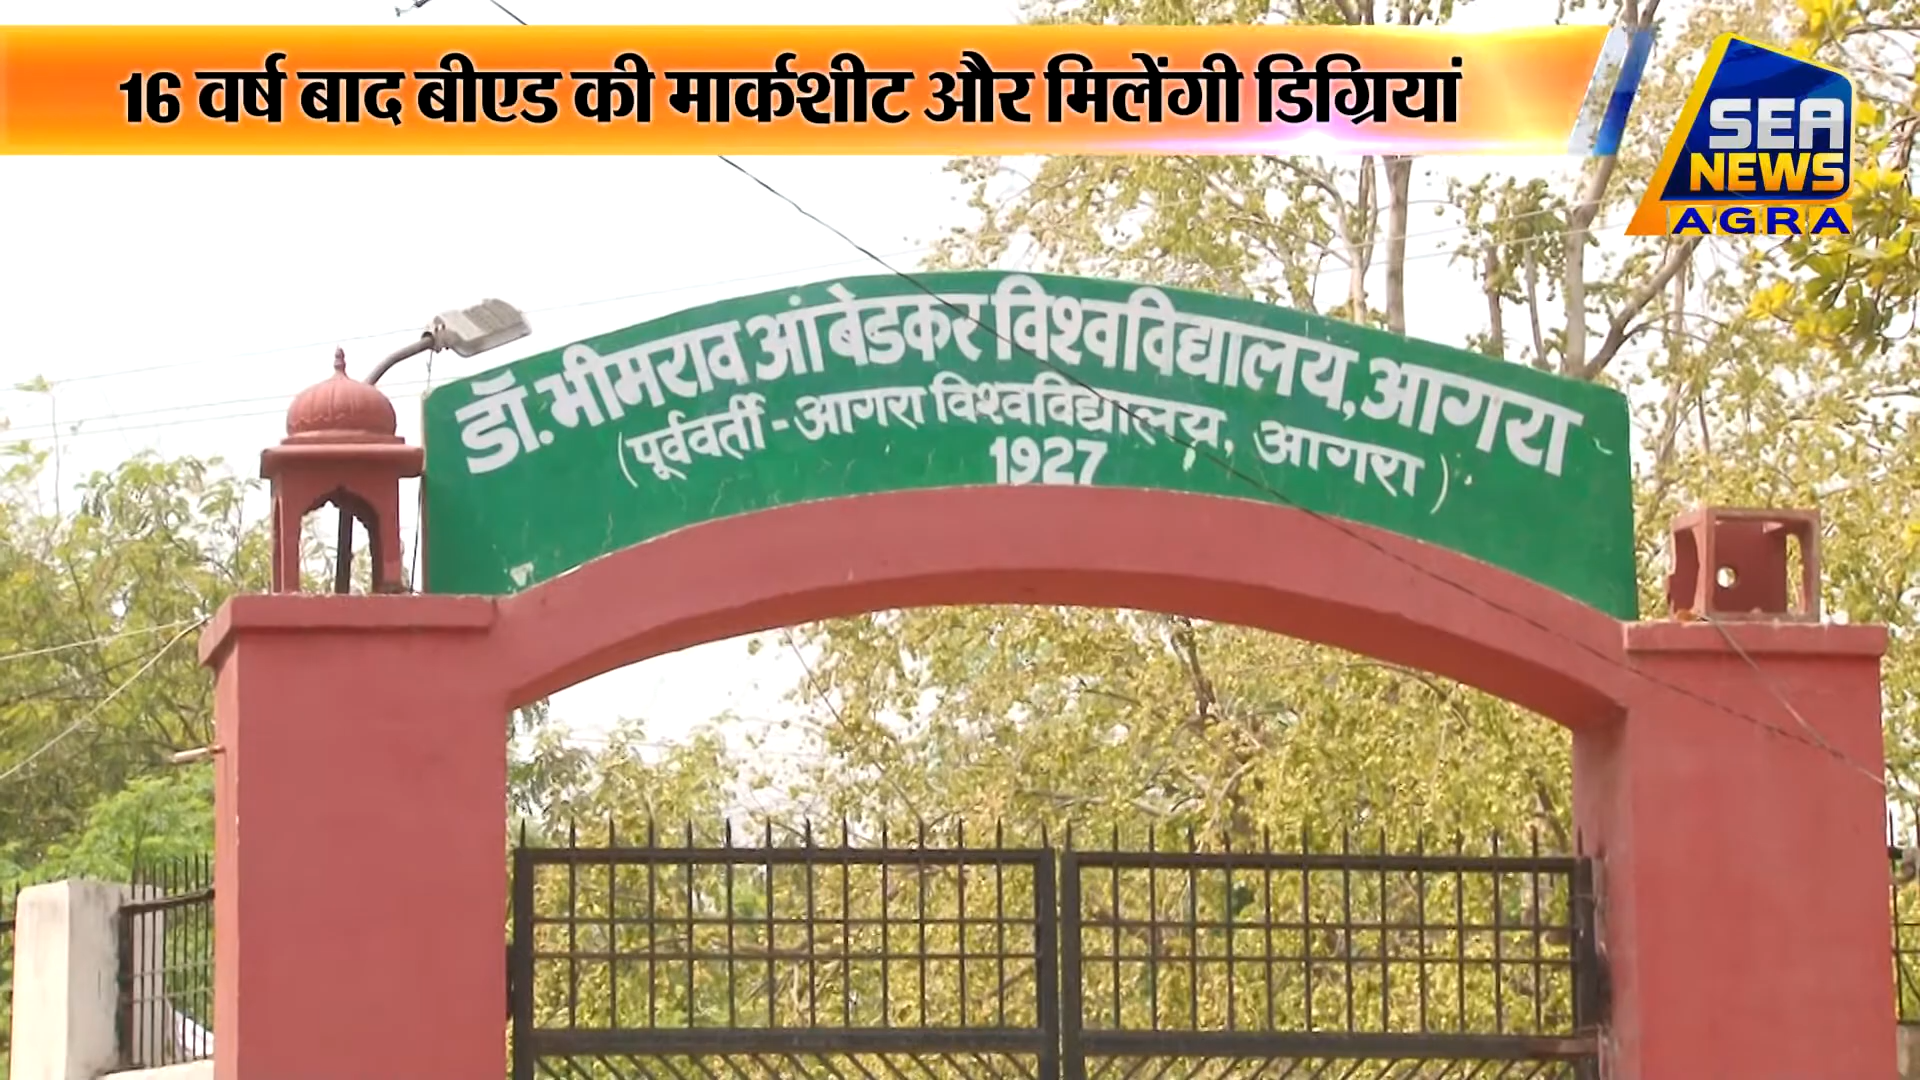 16 वर्ष बाद बीएड की मार्कशीट और मिलेंगी डिग्रियां
SEA
NEWS
AGRA
डॉ. भीमराव आंबेडकर विश्वविद्यालय, आगरा
(पूर्ववर्ती - आगरा विश्वविद्यालय, आगरा)
1927